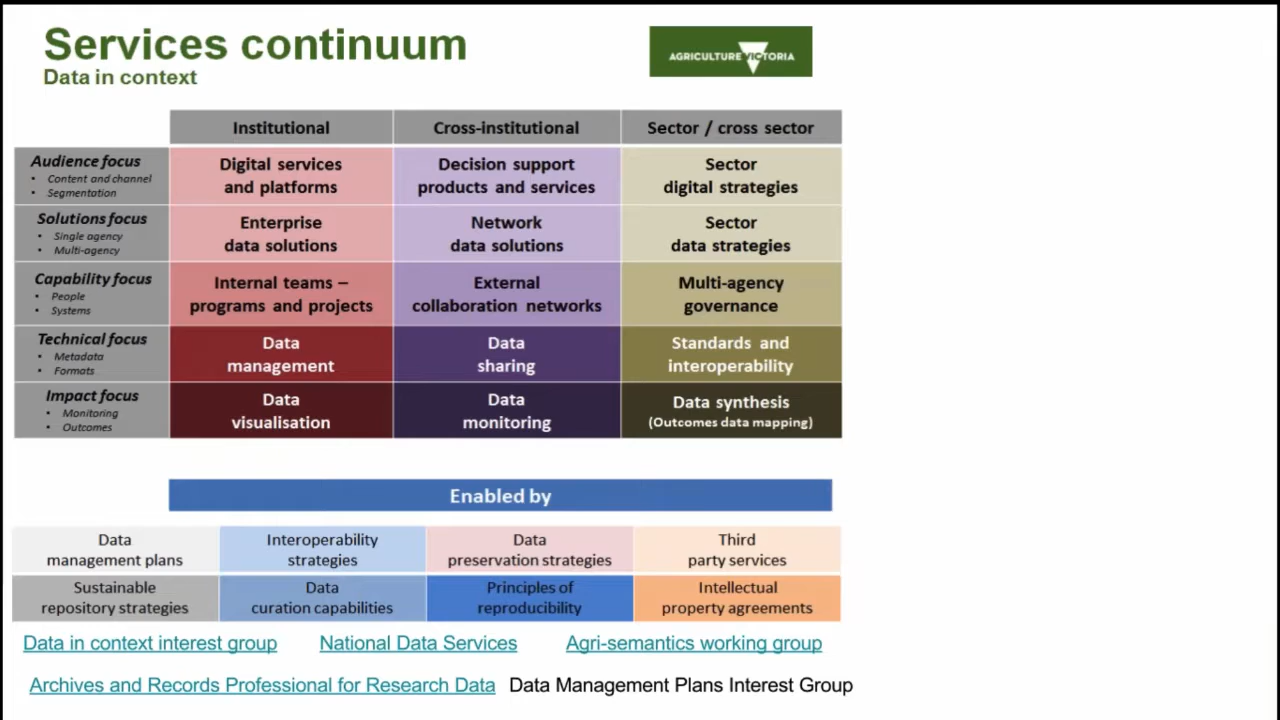 Services continuum
Data in context
AGRICULTURE VICTORIA
Institutional
Cross-institutional
Sector / cross sector
Audience focus
• Content and channel
• Segmentation
Digital services
and platforms
Decision support
products and services
Sector
digital strategies
Solutions focus
• Single agency
• Multi-agency
Enterprise
data solutions
Network
data solutions
Sector
data strategies
Capability focus
• People
• Systems
Internal teams –
programs and projects
External
collaboration networks
Multi-agency
governance
Technical focus
• Metadata
• Formats
Data
management
Data
sharing
Standards and
interoperability
Impact focus
• Monitoring
• Outcomes
Data
visualisation
Data
monitoring
Data synthesis
(Outcomes data mapping)
Enabled by
Data
management plans
Interoperability
strategies
Data
preservation strategies
Third
party services
Sustainable
repository strategies
Data
curation capabilities
Principles of
reproducibility
Intellectual
property agreements
Data in context interest group
National Data Services
Agri-semantics working group
Archives and Records Professional for Research Data
Data Management Plans Interest Group